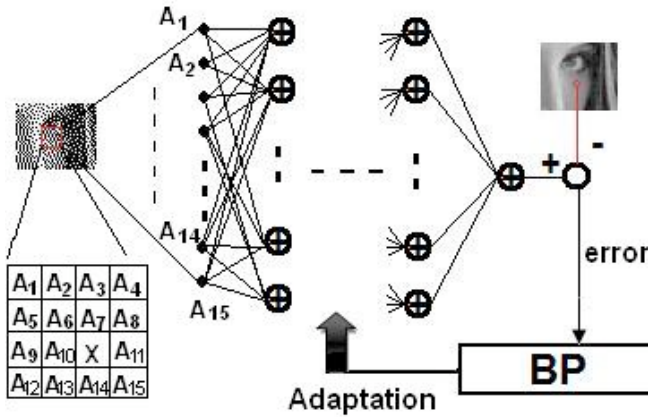 A1
A2
A14
A15
+ -
error
A1 A2 A3 A4
A5 A6 A7 A8
A9 A10 X A11
A12 A13 A14 A15
BP
Adaptation